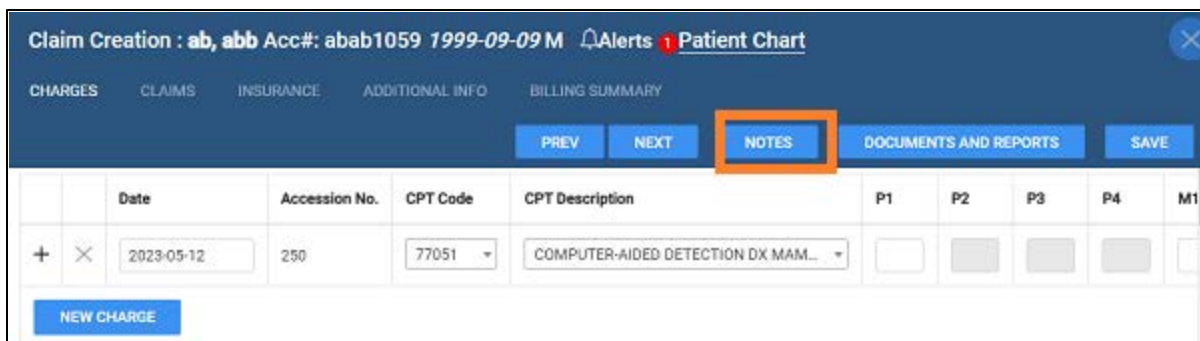 Claim Creation : ab, abb Acc#: abab1059 1999-09-09 M Alerts 1 Patient Chart
CHARGES CLAIMS INSURANCE ADDITIONAL INFO BILLING SUMMARY
PREV NEXT NOTES DOCUMENTS AND REPORTS SAVE
Date Accession No. CPT Code CPT Description P1 P2 P3 P4 M1
2023-05-12 250 77051 COMPUTER-AIDED DETECTION DX MAM...
NEW CHARGE